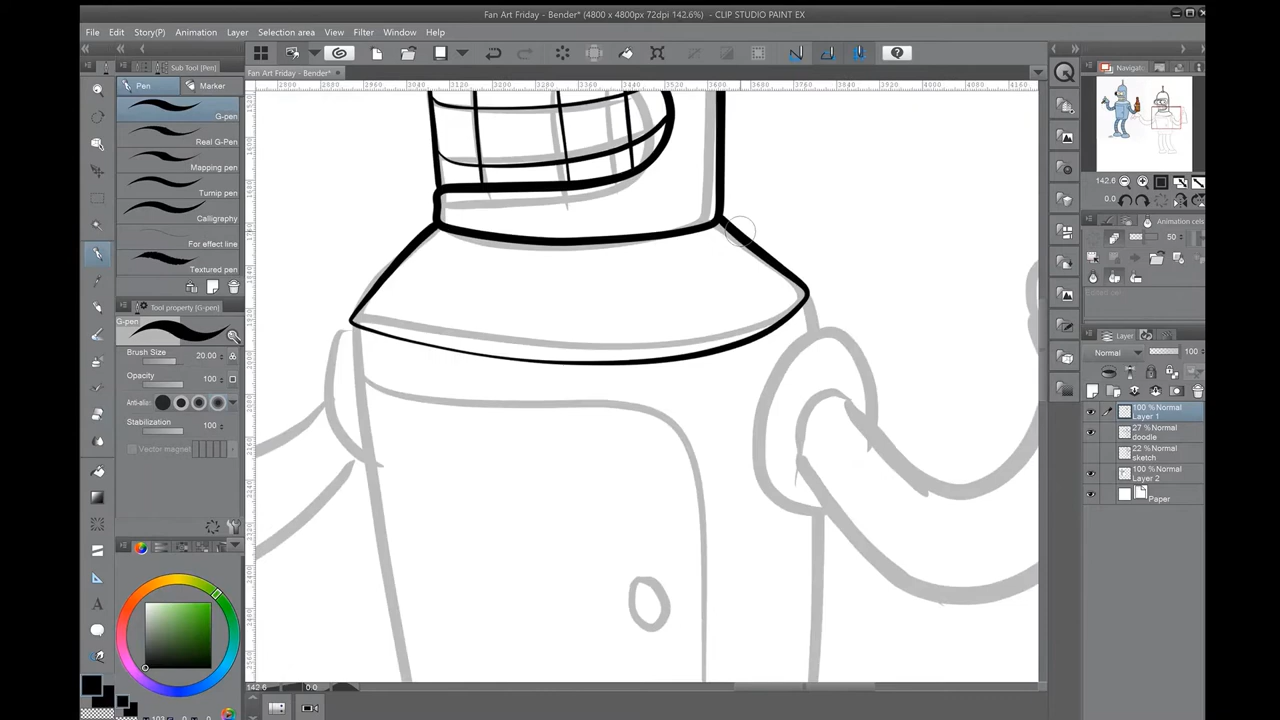 Fan Art Friday - Bender* (4800 x 4800px 72dpi 142.6%) - CLIP STUDIO PAINT EX
File Edit Story(P) Animation Layer Selection area View Filter Window Help
Sub Tool [Pen]
Fan Art Friday - Bender*
Navigator
Pen Marker
G-pen
Real G-Pen
Mapping pen
Turnip pen
Calligraphy
For effect line
Textured pen
142.6
0.0
Animation cels
50
Tool property [G-pen]
G-pen
Brush Size 20.00
Opacity 100
Anti-alias
Stabilization 100
Vector magnet
Layer
Normal 100
100 % Normal
Layer 1
27 % Normal
doodle
22 % Normal
sketch
100 % Normal
Layer 2
Paper
142.6 0.0